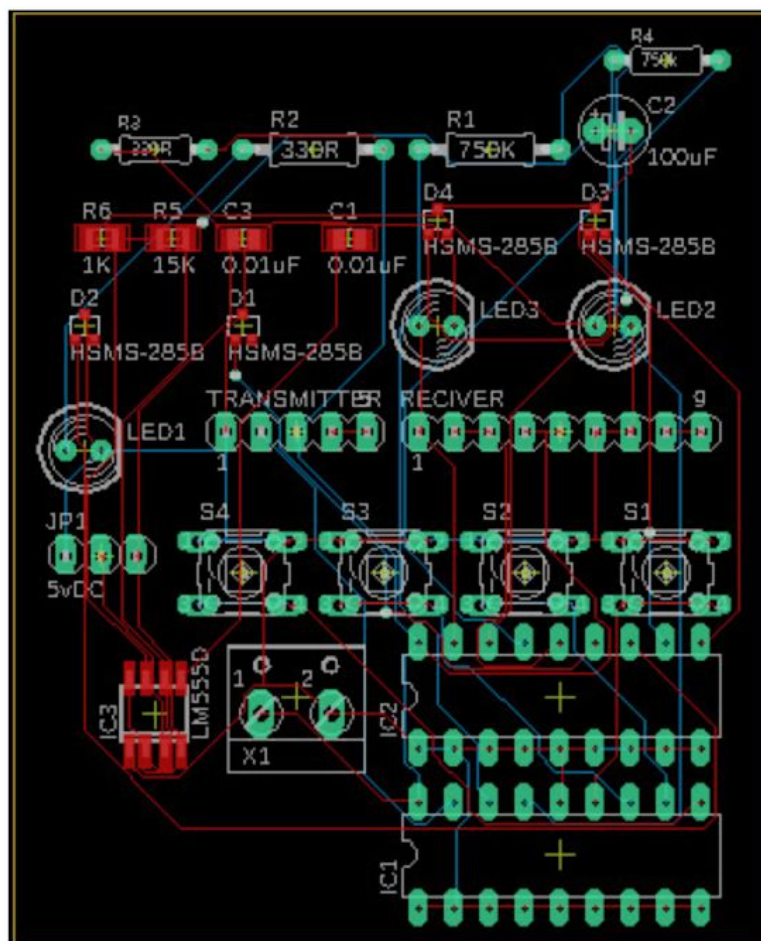 R4
750k
C2
100uF
R3
330R
R2
330R
R1
750K
D4
HSMS-285B
D3
HSMS-285B
R6
1K
R5
15K
C3
0.01uF
C1
0.01uF
D2
HSMS-285B
D1
HSMS-285B
LED3
LED2
TRANSMITTER
RECIVER
9
1
1
LED1
JP1
5vDC
S4
S3
S2
S1
LM555D
IC3
1
2
X1
IC2
IC1